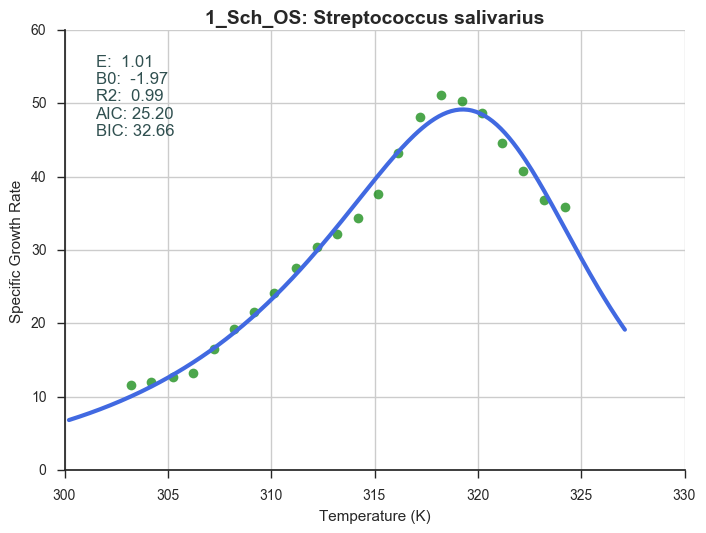 1_Sch_OS: Streptococcus salivarius
E:  1.01
B0:  -1.97
R2:  0.99
AIC: 25.20
BIC: 32.66
60
50
40
30
20
10
0
Specific Growth Rate
300 305 310 315 320 325 330
Temperature (K)